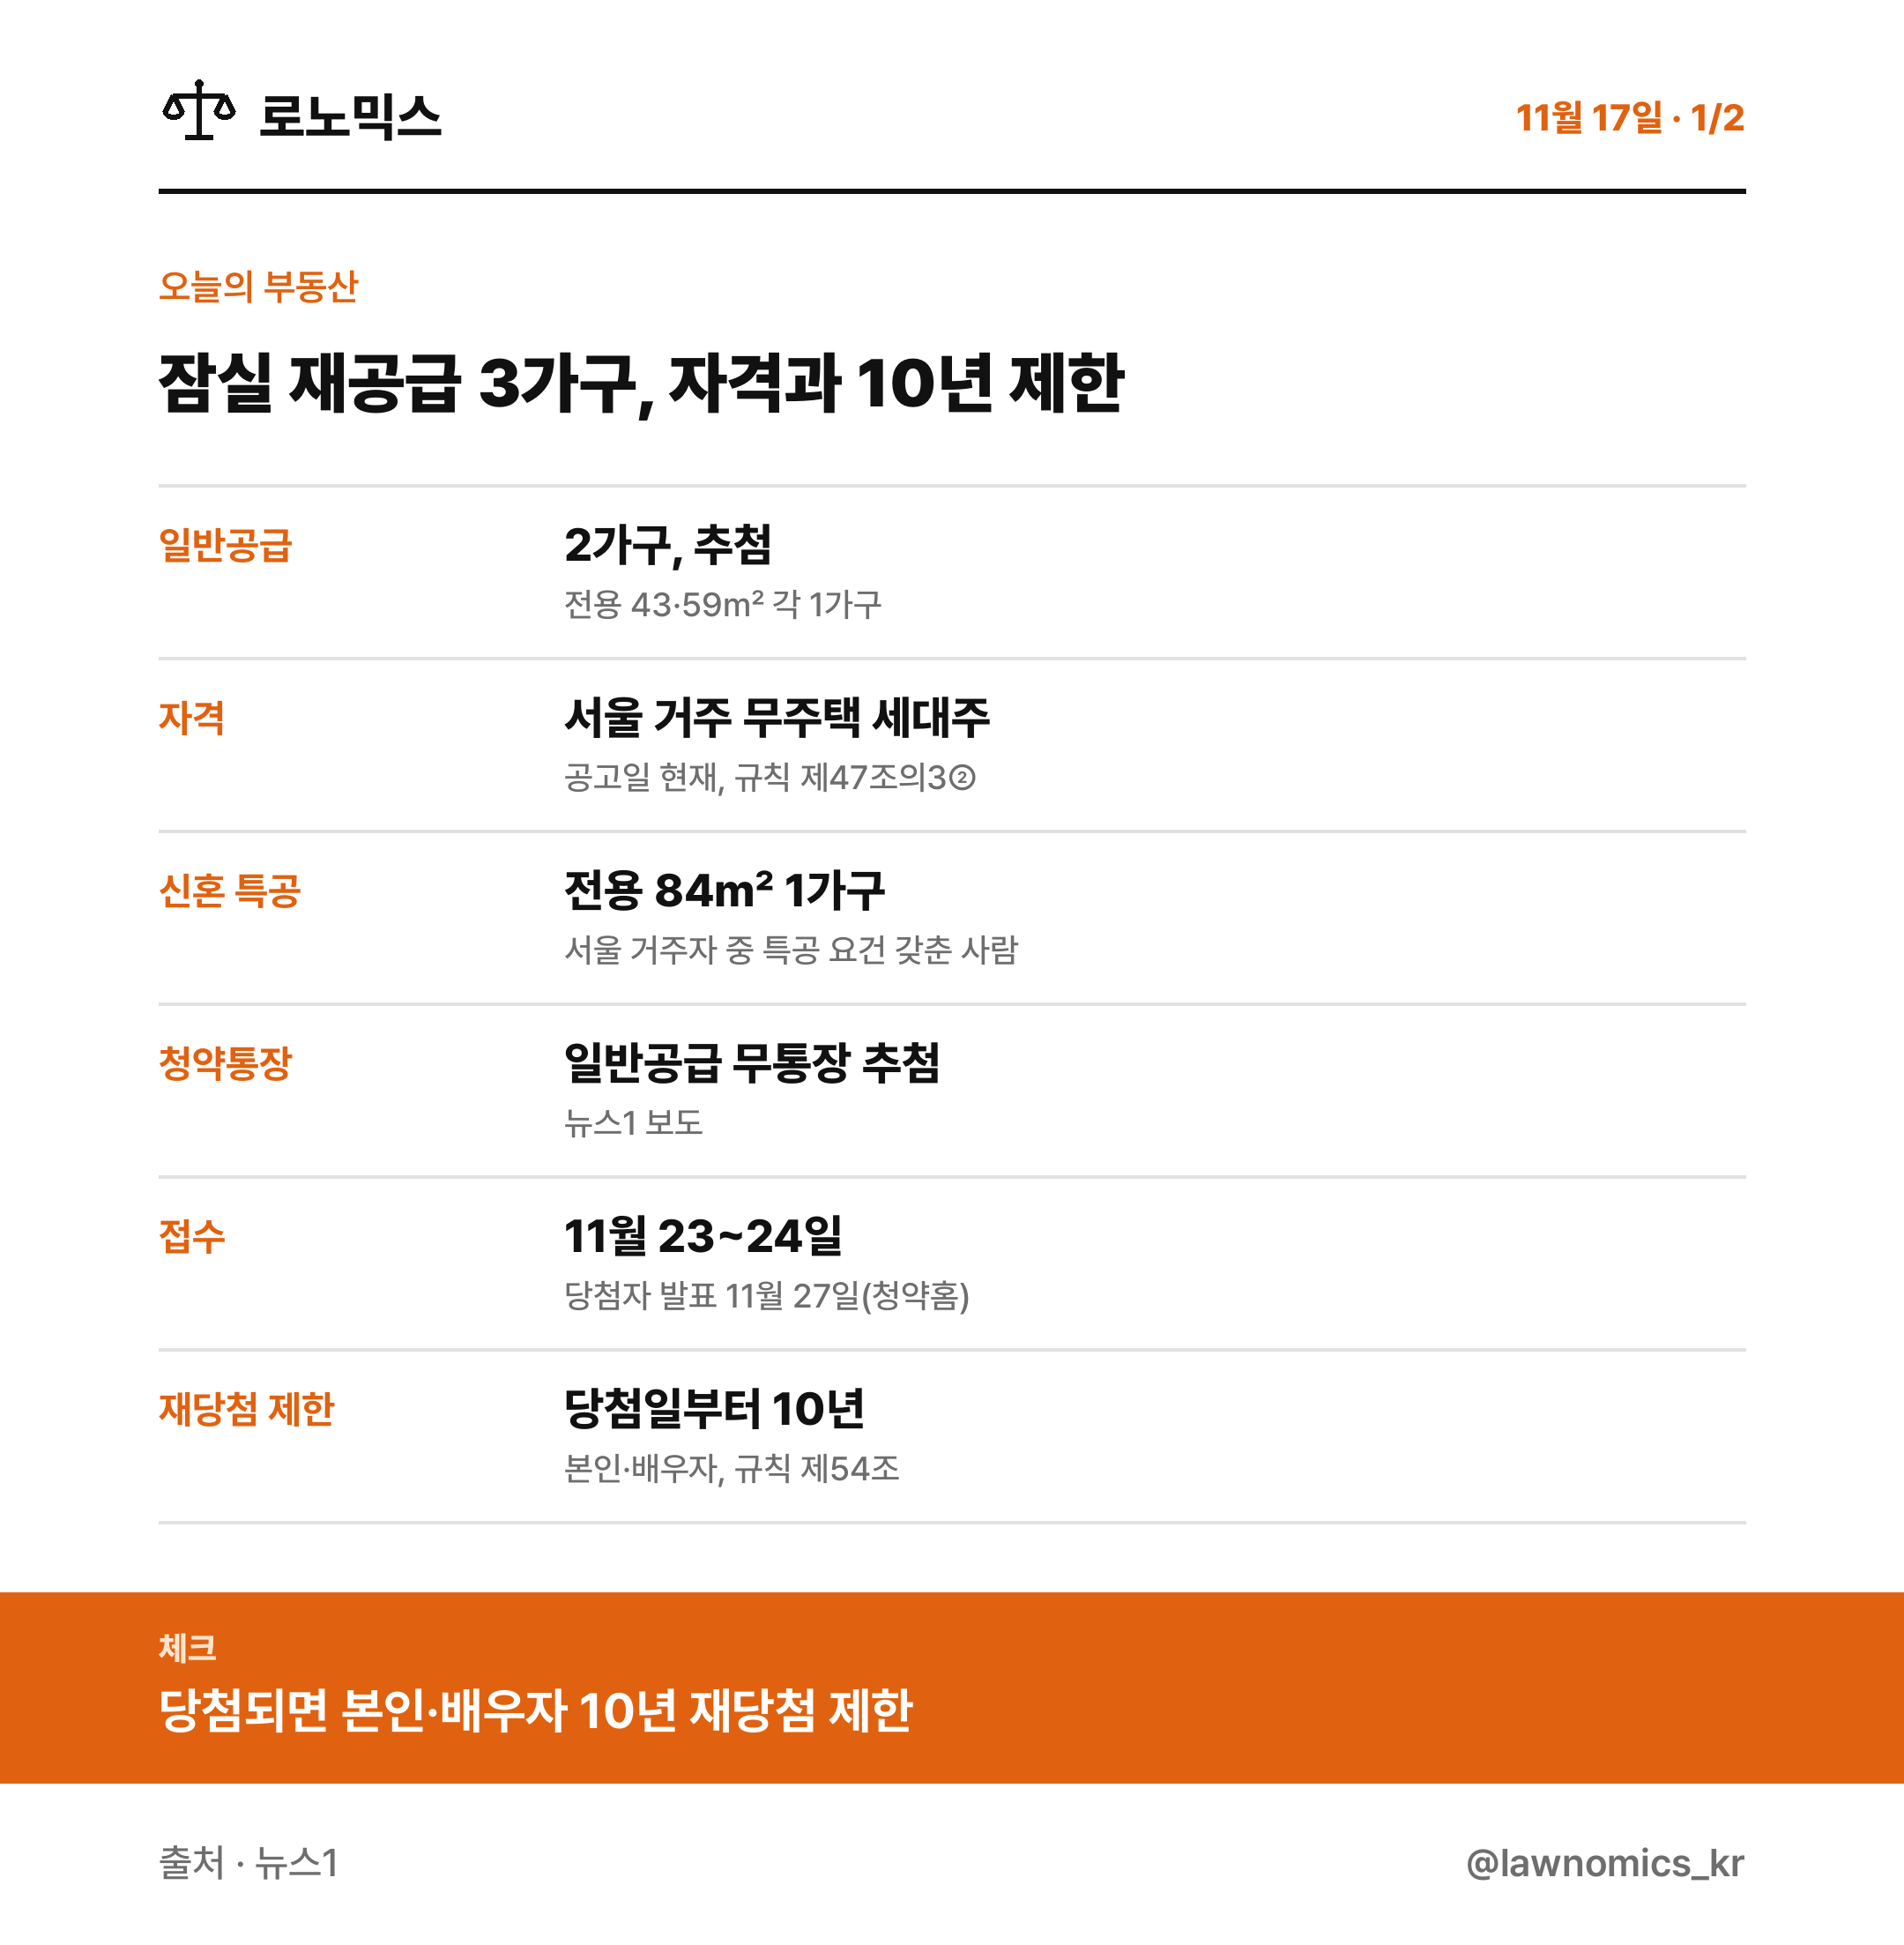 로노믹스
11월 17일 · 1/2
오늘의 부동산
잠실 재공급 3가구, 자격과 10년 제한
일반공급
2가구, 추첨
전용 43·59m² 각 1가구
자격
서울 거주 무주택 세대주
공고일 현재, 규칙 제47조의3②
신혼 특공
전용 84m² 1가구
서울 거주자 중 특공 요건 갖춘 사람
청약통장
일반공급 무통장 추첨
뉴스1 보도
접수
11월 23~24일
당첨자 발표 11월 27일(청약홈)
재당첨 제한
당첨일부터 10년
본인·배우자, 규칙 제54조
체크
당첨되면 본인·배우자 10년 재당첨 제한
출처 · 뉴스1
@lawnomics_kr